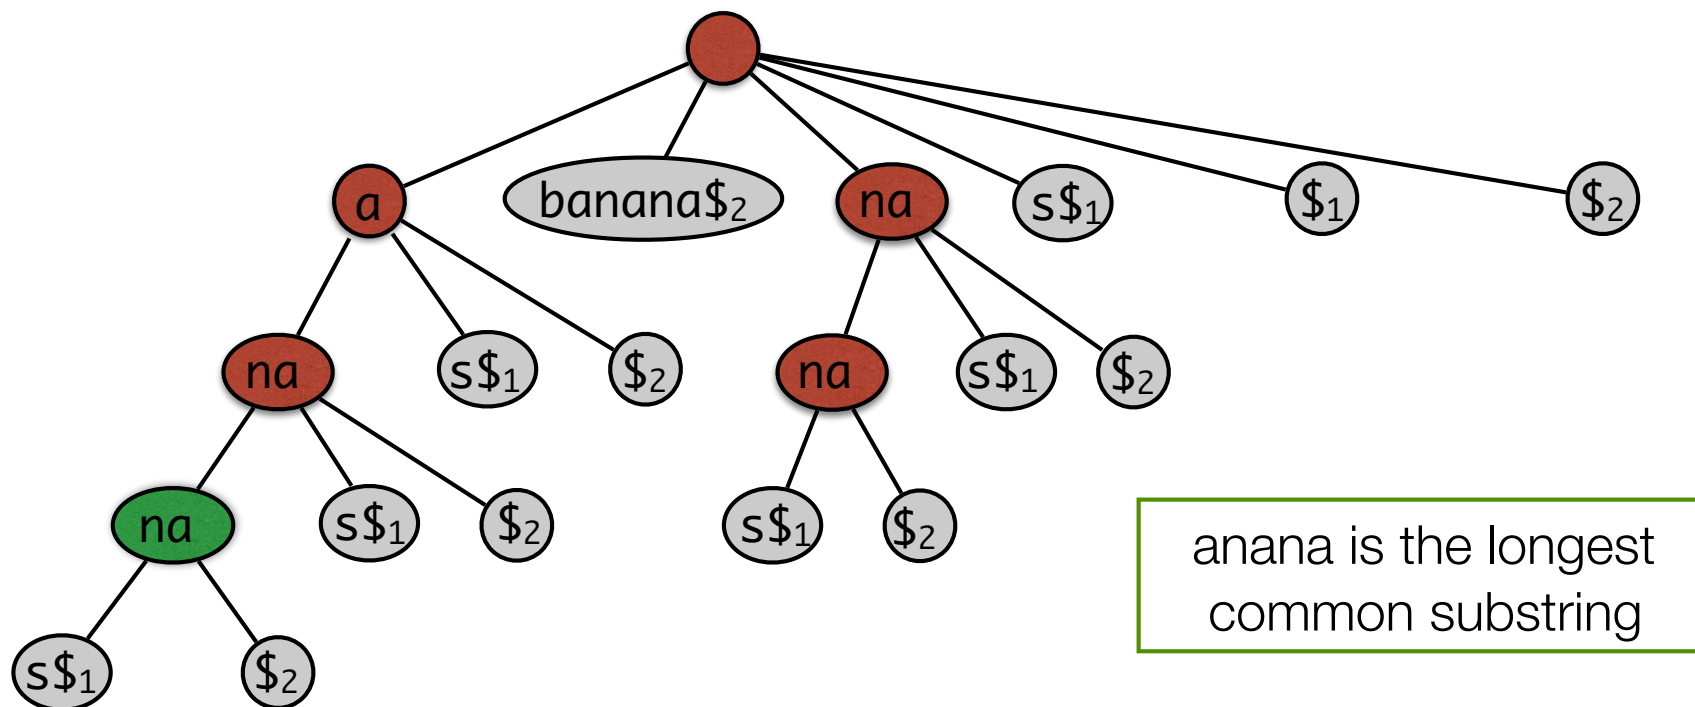 a banana$₂ na s$₁ $₁ $₂
na s$₁ $₂ na s$₁ $₂
na s$₁ $₂ s$₁ $₂
anana is the longest
common substring
s$₁ $₂